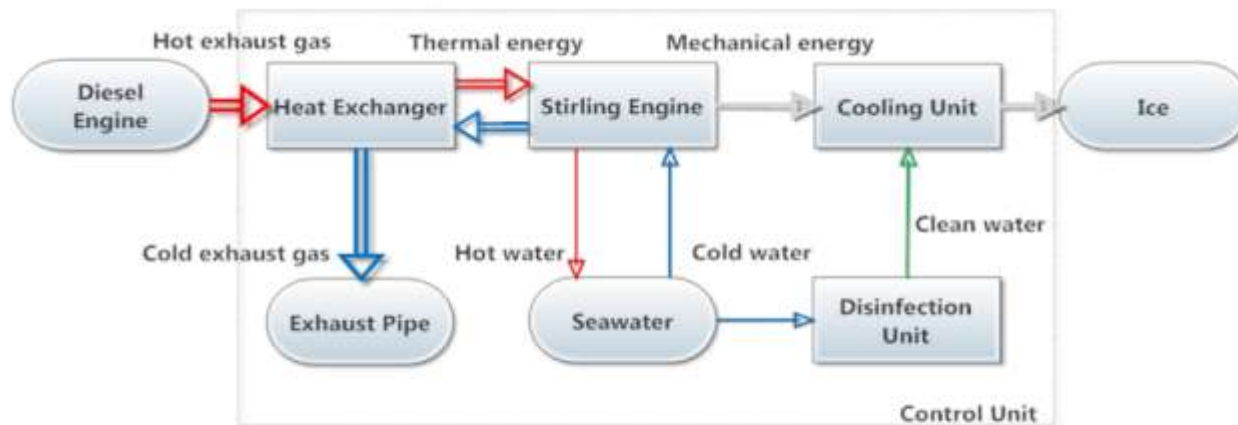 Hot exhaust gas
Thermal energy
Mechanical energy
Diesel
Engine
Heat Exchanger
Stirling Engine
Cooling Unit
Ice
Clean water
Cold exhaust gas
Hot water
Cold water
Exhaust Pipe
Seawater
Disinfection
Unit
Control Unit